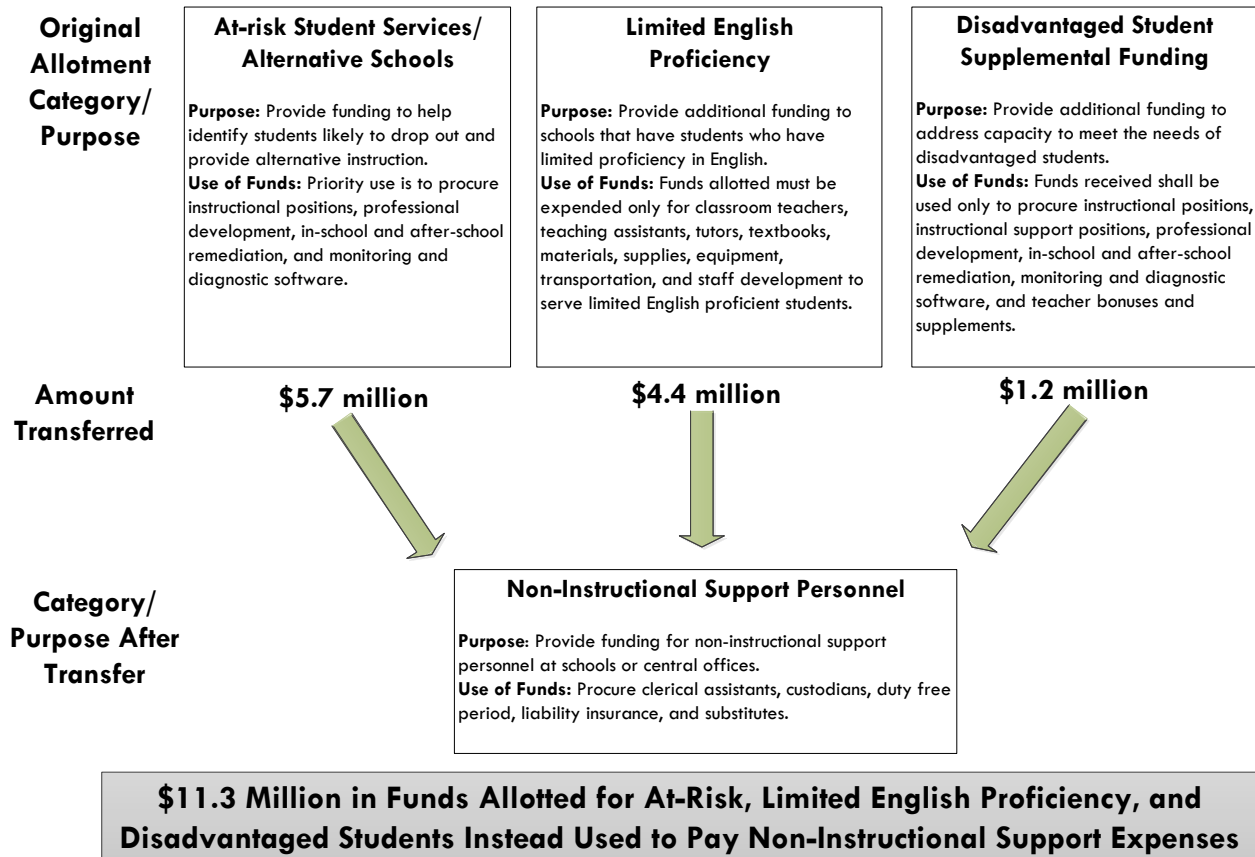 Original
Allotment
Category/
Purpose
At-risk Student Services/
Alternative Schools
Purpose: Provide funding to help
identify students likely to drop out and
provide alternative instruction.
Use of Funds: Priority use is to procure
instructional positions, professional
development, in-school and after-school
remediation, and monitoring and
diagnostic software.
Limited English
Proficiency
Purpose: Provide additional funding to
schools that have students who have
limited proficiency in English.
Use of Funds: Funds allotted must be
expended only for classroom teachers,
teaching assistants, tutors, textbooks,
materials, supplies, equipment,
transportation, and staff development to
serve limited English proficient students.
Disadvantaged Student
Supplemental Funding
Purpose: Provide additional funding to
address capacity to meet the needs of
disadvantaged students.
Use of Funds: Funds received shall be
used only to procure instructional positions,
instructional support positions, professional
development, in-school and after-school
remediation, monitoring and diagnostic
software, and teacher bonuses and
supplements.
Amount
Transferred
$5.7 million
$4.4 million
$1.2 million
Category/
Purpose After
Transfer
Non-Instructional Support Personnel
Purpose: Provide funding for non-instructional support
personnel at schools or central offices.
Use of Funds: Procure clerical assistants, custodians, duty free
period, liability insurance, and substitutes.
$11.3 Million in Funds Allotted for At-Risk, Limited English Proficiency, and
Disadvantaged Students Instead Used to Pay Non-Instructional Support Expenses